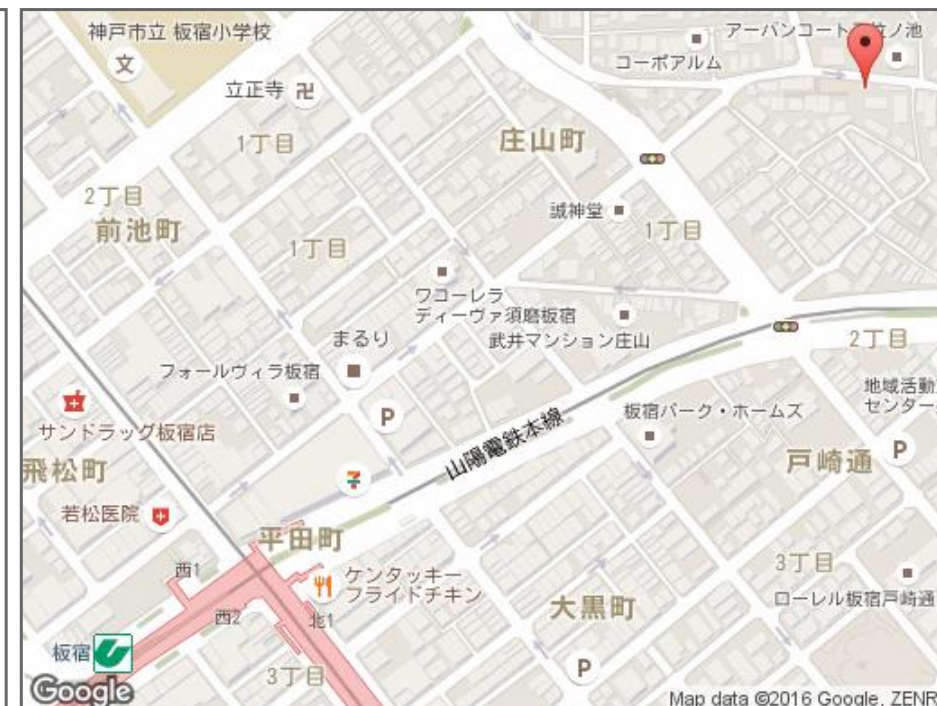 神戸市立 板宿小学校
文
アーバンコート
ノ池
コーポアルム
立正寺
1丁目
庄山町
2丁目
誠神堂
前池町
1丁目
1丁目
ワコーレラ
ディーヴァ須磨板宿
まるり
武井マンション庄山
2丁目
フォールヴィラ板宿
地域活動
センター
P
板宿パーク・ホームズ
サンドラッグ板宿店
山陽電鉄本線
飛松町
戸崎通
P
7
若松医院
平田町
3丁目
西1
ケンタッキー
フライドチキン
大黒町
ローレル板宿戸崎通
西2
北1
板宿
3丁目
P
Google
Map data ©2016 Google, ZENR